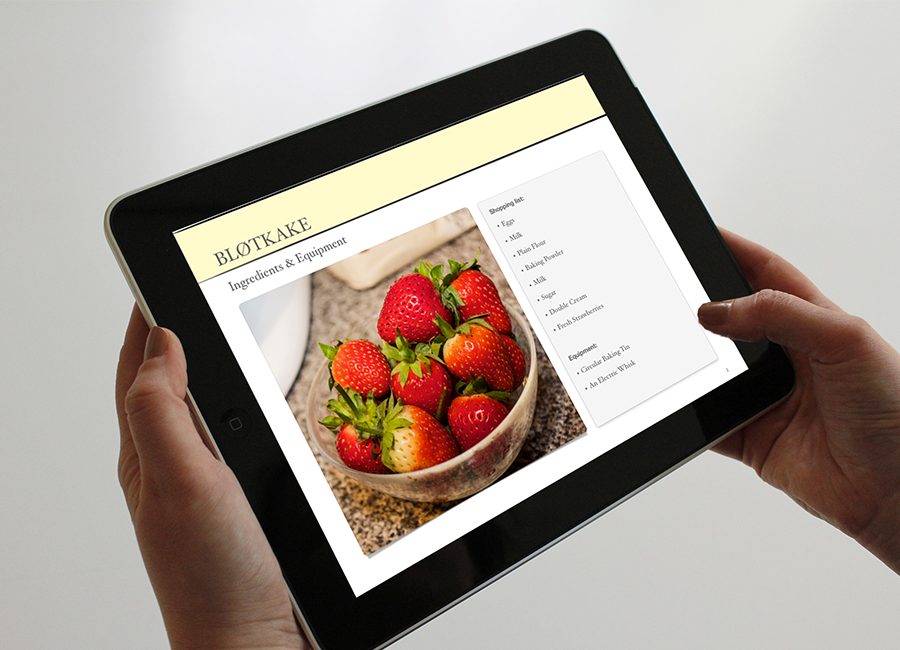 BLØTKAKE
Ingredients & Equipment
Shopping list:
• Eggs
• Milk
• Plain Flour
• Baking Powder
• Milk
• Sugar
• Double Cream
• Fresh Strawberries
Equipment:
• Circular Baking Tin
• An Electric Whisk